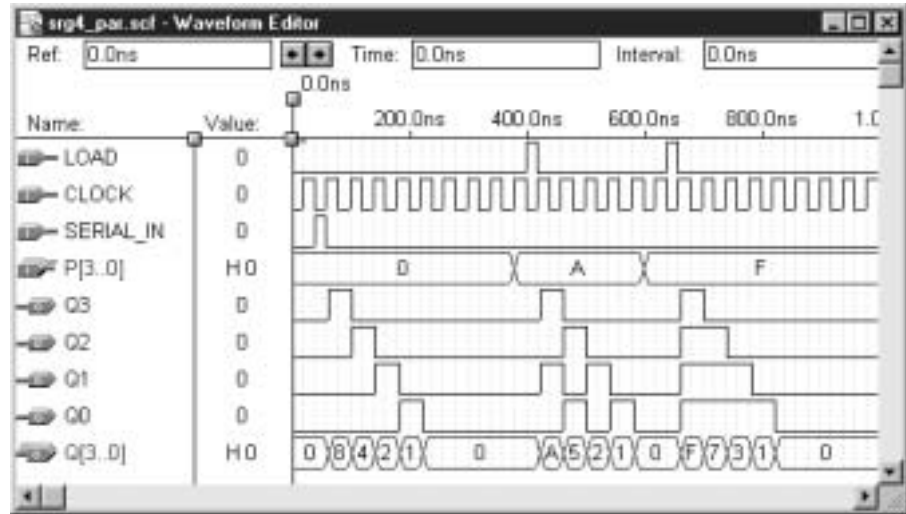 srg4_par.scf - Waveform Editor
Ref: 0.0ns Time: 0.0ns Interval: 0.0ns
0.0ns
Name: Value: 200.0ns 400.0ns 600.0ns 800.0ns 1.0
LOAD 0
CLOCK 0
SERIAL_IN 0
P[3..0] H 0 D A F
Q3 0
Q2 0
Q1 0
Q0 0
Q[3..0] H 0 0 8 4 2 1 0 A 5 2 1 0 F 7 3 1 0